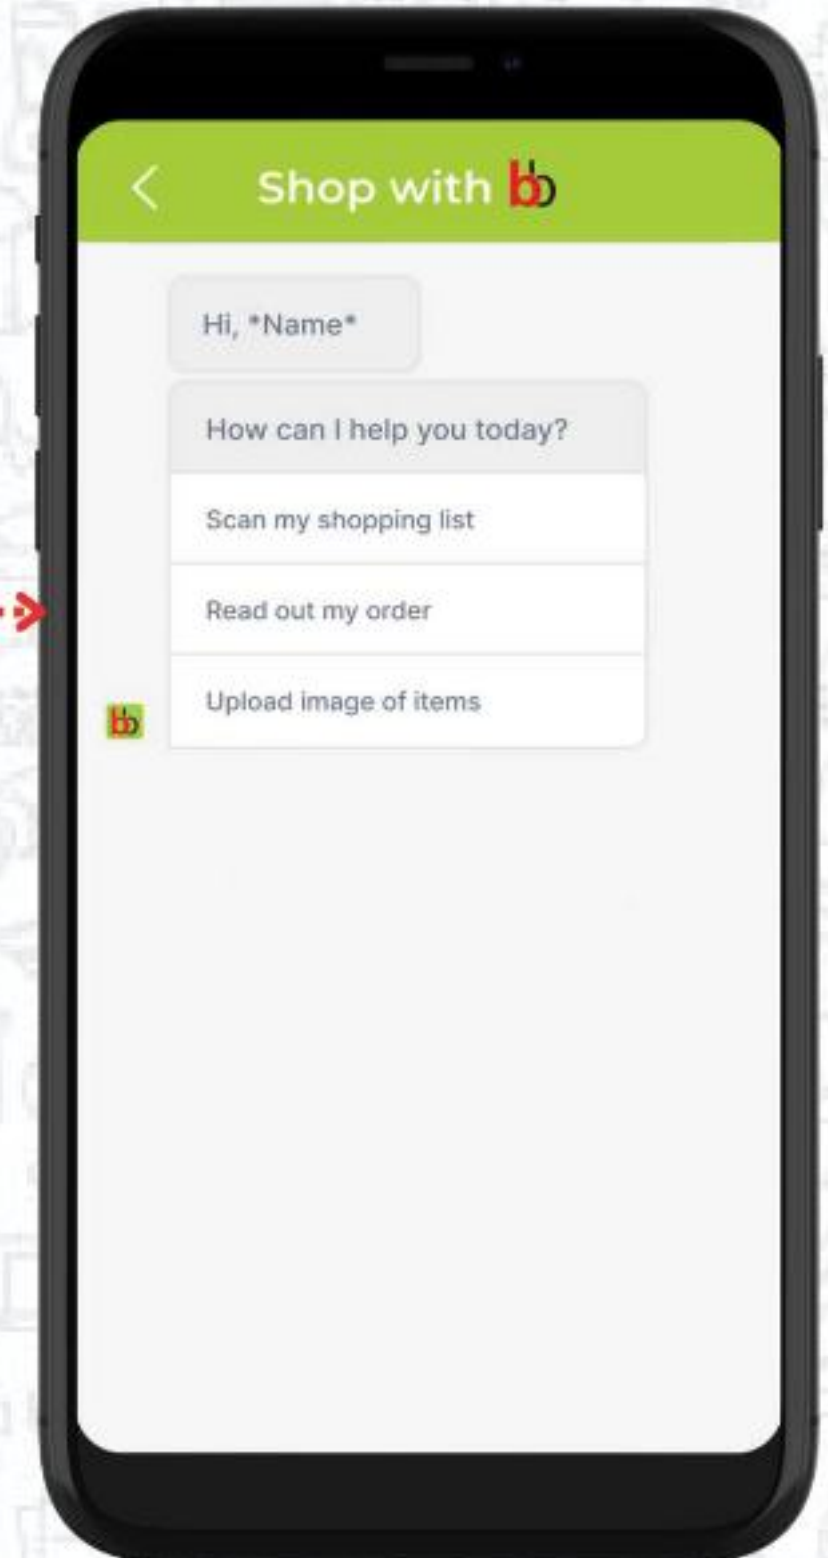 Shop with bb
Hi, *Name*
How can I help you today?
Scan my shopping list
Read out my order
Upload image of items
bb